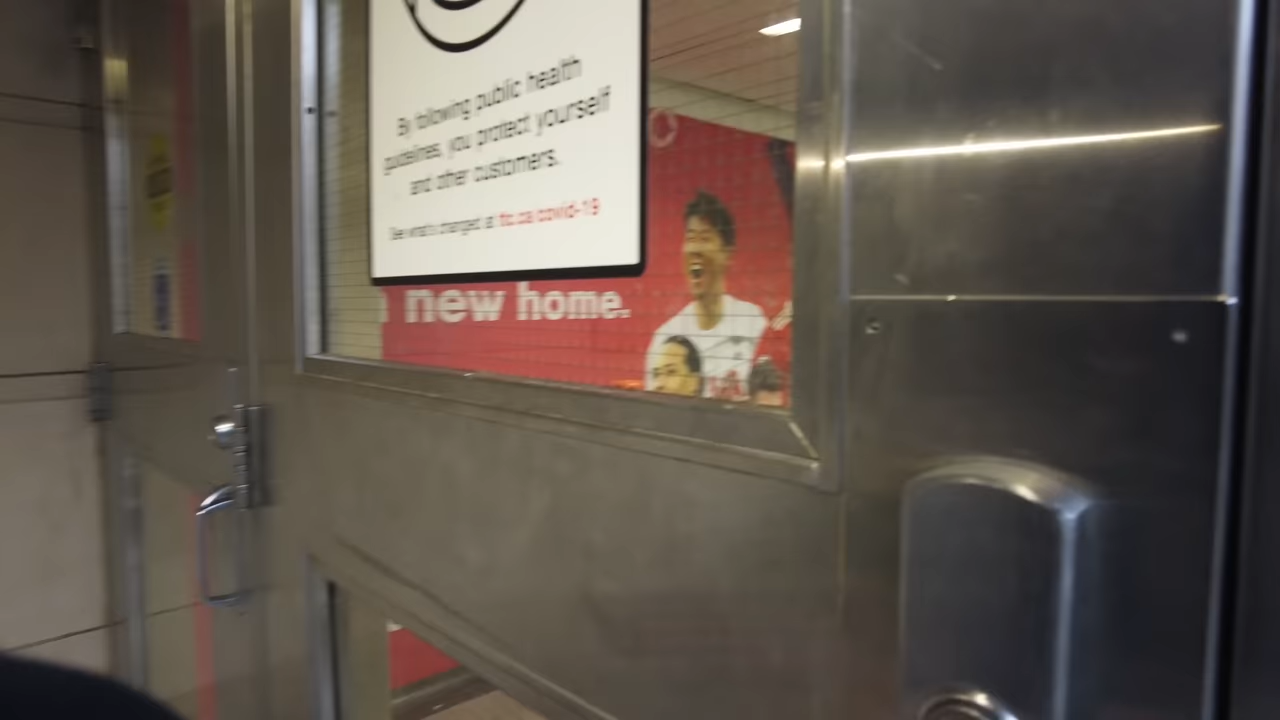 By following public health
guidelines, you protect yourself
and other customers.
See what's changed at ttc.ca/covid-19
new home.